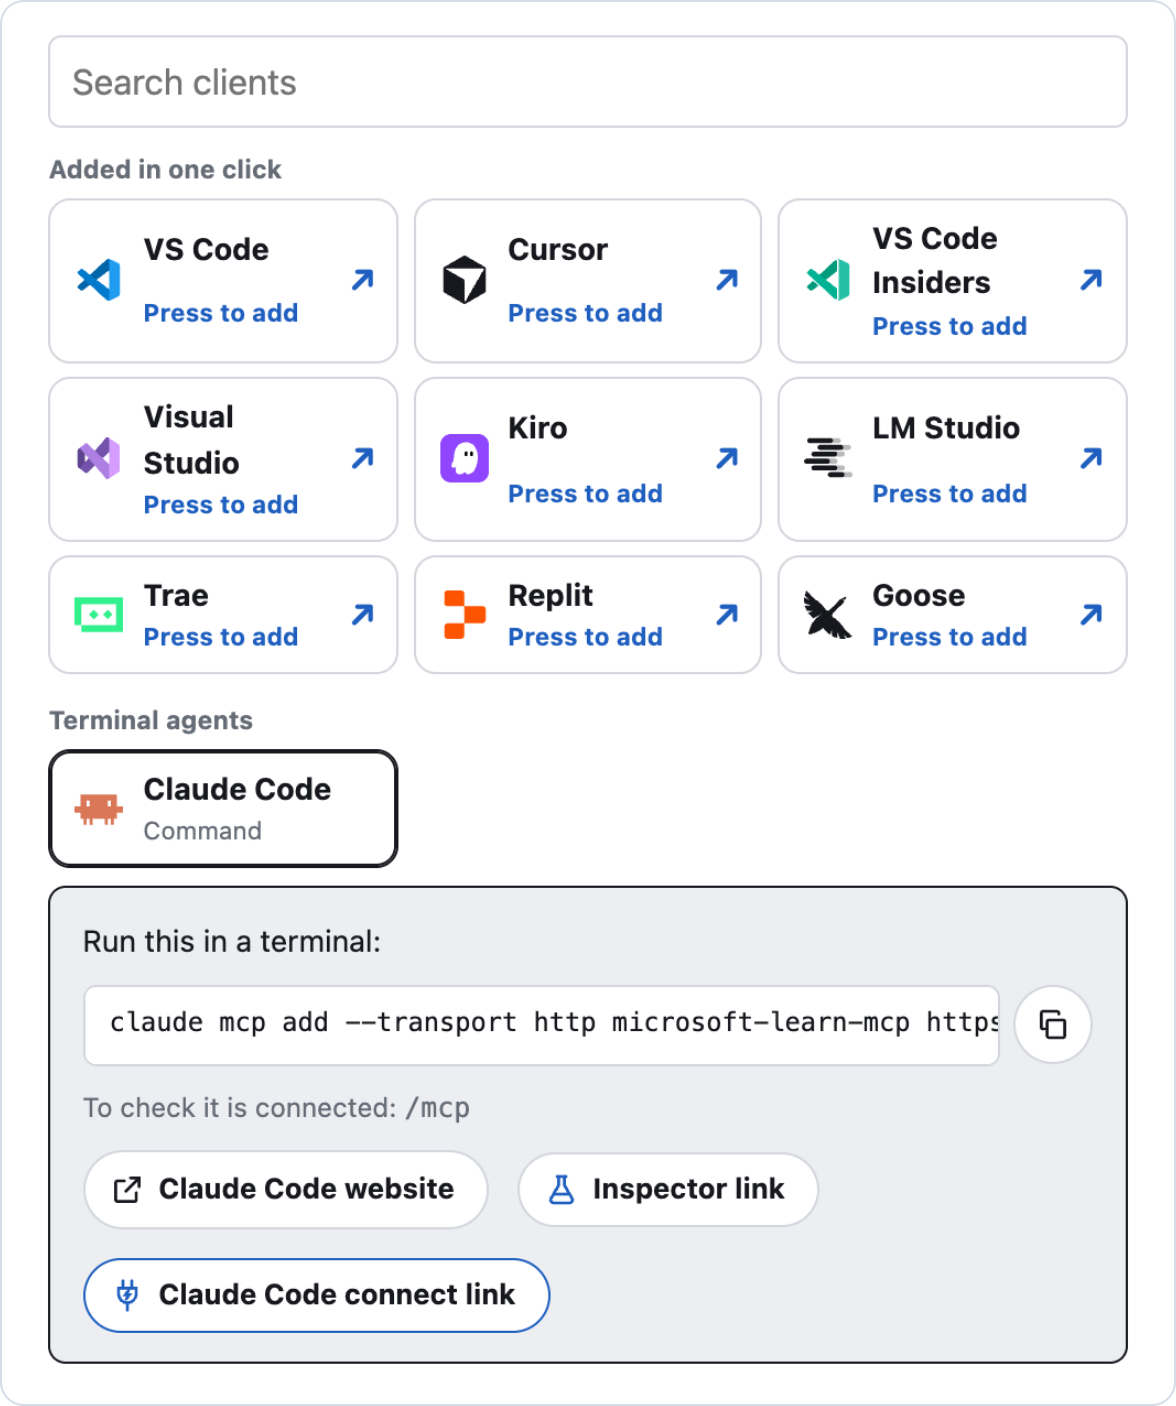 Search clients
Added in one click
VS Code
Press to add
Cursor
Press to add
VS Code
Insiders
Press to add
Visual
Studio
Press to add
Kiro
Press to add
LM Studio
Press to add
Trae
Press to add
Replit
Press to add
Goose
Press to add
Terminal agents
Claude Code
Command
Run this in a terminal:
claude mcp add --transport http microsoft-learn-mcp https
To check it is connected: /mcp
Claude Code website
Inspector link
Claude Code connect link